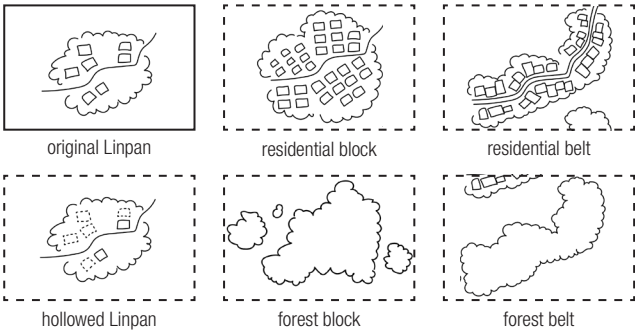 original Linpan
residential block
residential belt
hollowed Linpan
forest block
forest belt